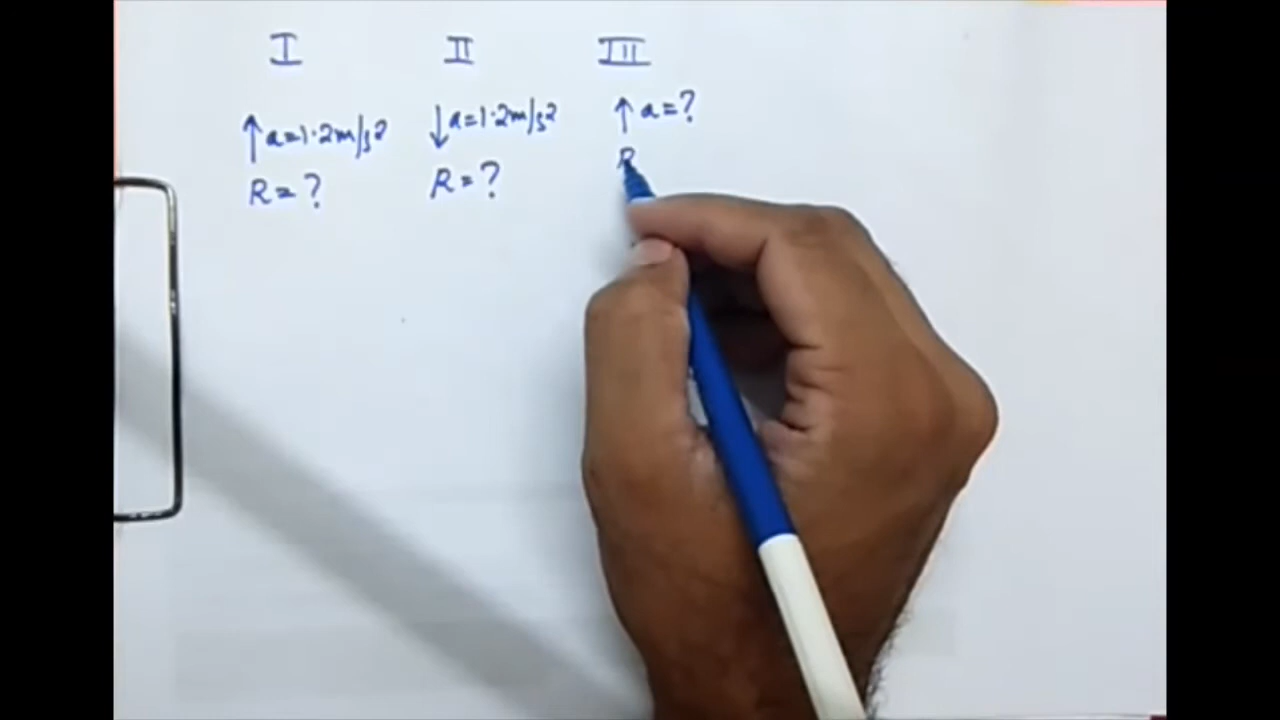 I II III
↑a=1.2m/s2 ↓a=1.2m/s2 ↑a=?
R=? R=? R